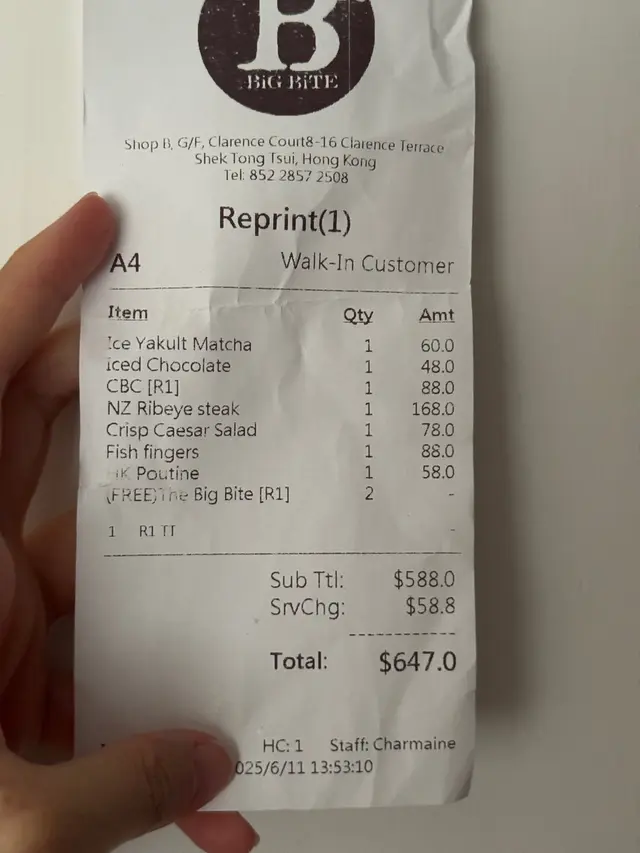 B
BiG BiTE
Shop B, G/F, Clarence Court8-16 Clarence Terrace
Shek Tong Tsui, Hong Kong
Tel: 852 2857 2508
Reprint(1)
A4 Walk-In Customer
Item Qty Amt
Ice Yakult Matcha 1 60.0
Iced Chocolate 1 48.0
CBC [R1] 1 88.0
NZ Ribeye steak 1 168.0
Crisp Caesar Salad 1 78.0
Fish fingers 1 88.0
Poutine 1 58.0
(FREE)The Big Bite [R1] 2 -
1 R1 TT -
Sub Ttl: $588.0
SrvChg: $58.8
Total: $647.0
HC: 1 Staff: Charmaine
025/6/11 13:53:10